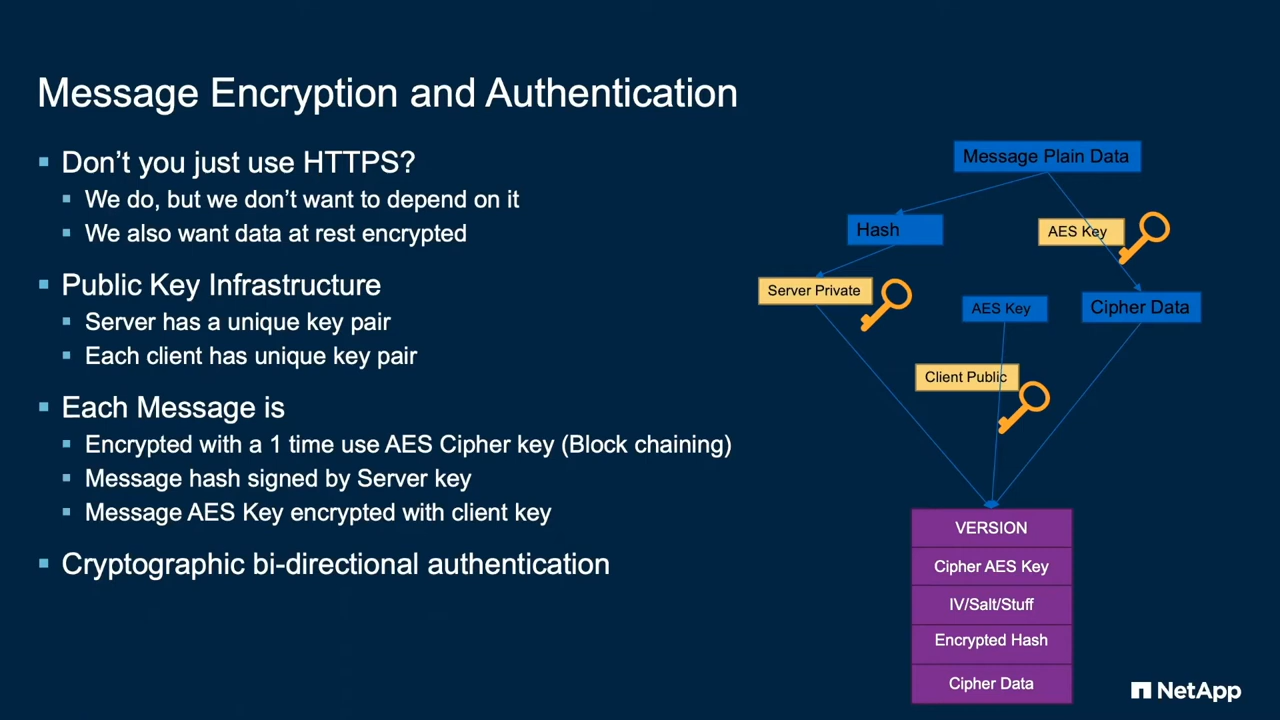 Message Encryption and Authentication
Don't you just use HTTPS?
We do, but we don't want to depend on it
We also want data at rest encrypted
Public Key Infrastructure
Server has a unique key pair
Each client has unique key pair
Each Message is
Encrypted with a 1 time use AES Cipher key (Block chaining)
Message hash signed by Server key
Message AES Key encrypted with client key
Cryptographic bi-directional authentication
Message Plain Data
Hash
AES Key
Server Private
AES Key
Cipher Data
Client Public
VERSION
Cipher AES Key
IV/Salt/Stuff
Encrypted Hash
Cipher Data
NetApp